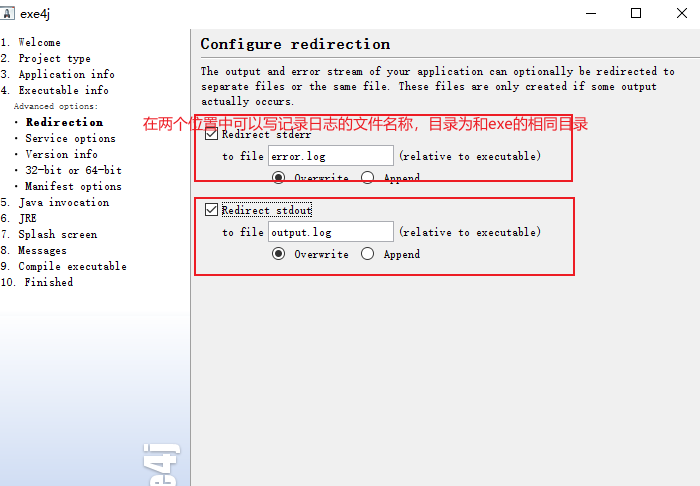 exe4j
1. Welcome
2. Project type
3. Application info
4. Executable info
Advanced options:
· Redirection
· Service options
· Version info
· 32-bit or 64-bit
· Manifest options
5. Java invocation
6. JRE
7. Splash screen
8. Messages
9. Compile executable
10. Finished
Configure redirection
The output and error stream of your application can optionally be redirected to
separate files or the same file. These files are only created if some output
actually occurs.
在两个位置中可以写记录日志的文件名称，目录为和exe的相同目录
Redirect stderr
to file error.log (relative to executable)
Overwrite Append
Redirect stdout
to file output.log (relative to executable)
Overwrite Append
e4j